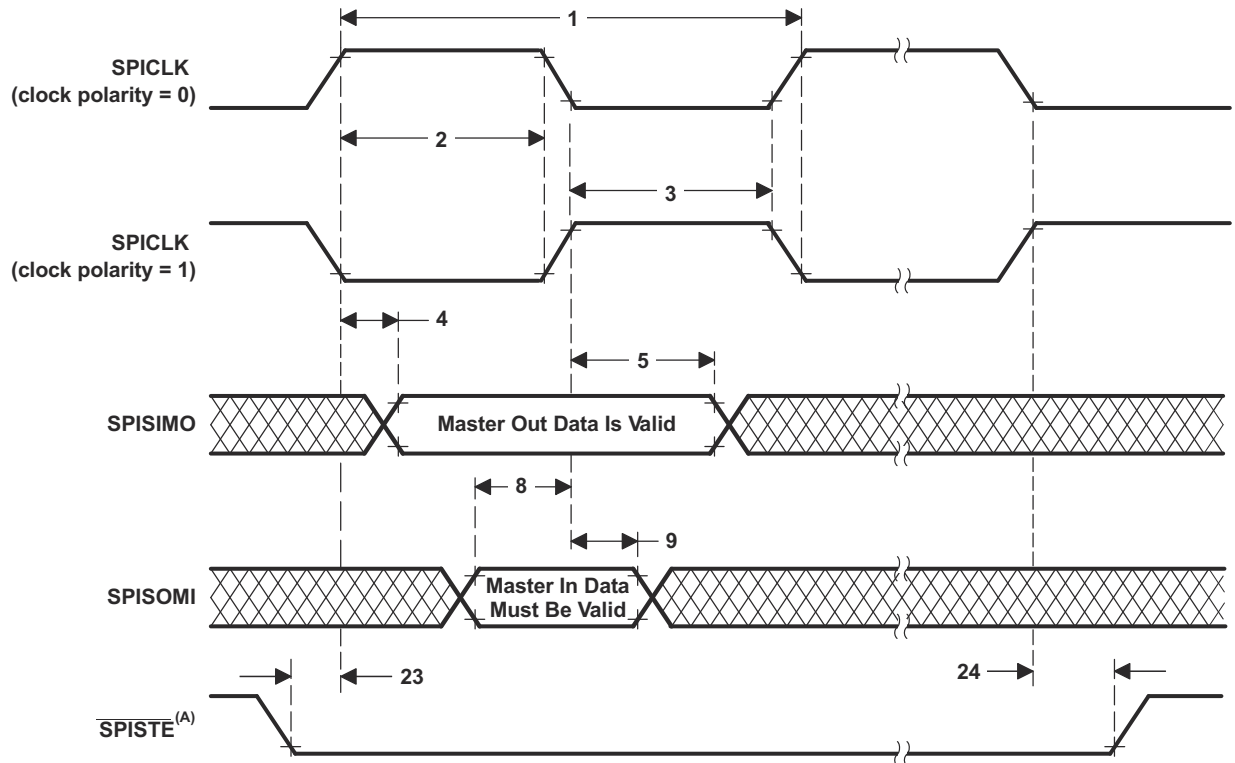 1
SPICLK
(clock polarity = 0)
2
3
SPICLK
(clock polarity = 1)
4
5
SPISIMO
Master Out Data Is Valid
8
9
SPISOMI
Master In Data
Must Be Valid
23
24
SPISTE(A)